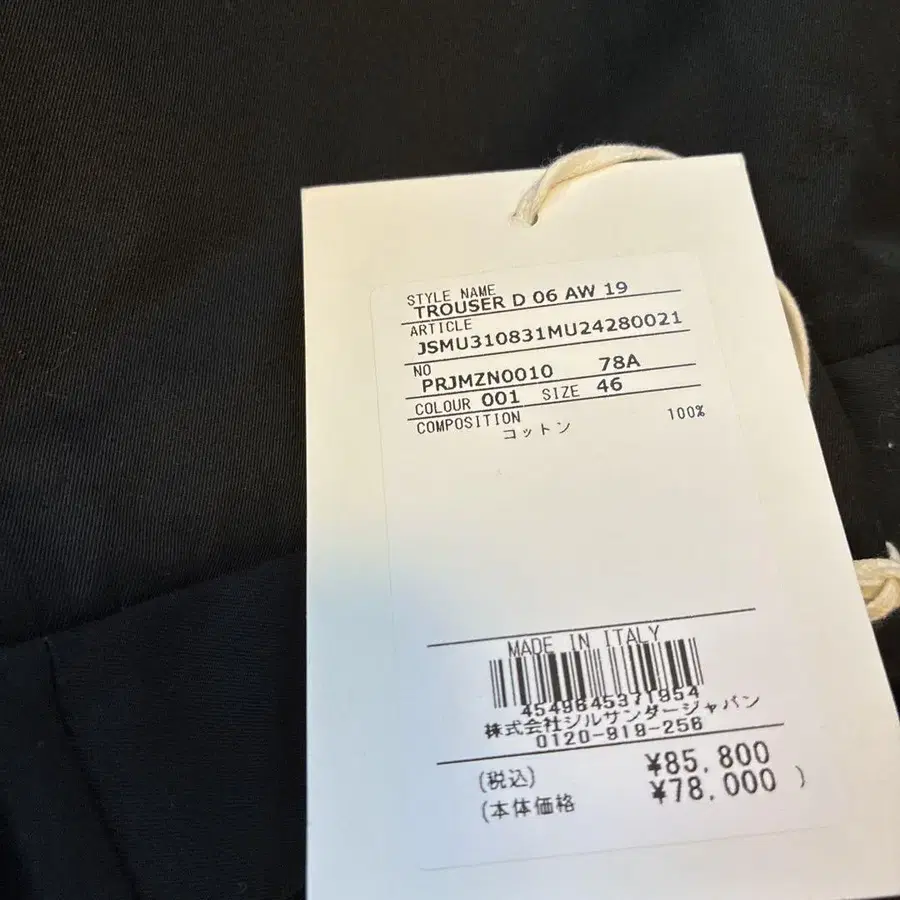 STYLE NAME
TROUSER D 06 AW 19
ARTICLE
JSMU310831MU24280021
NO
PRJMZN0010 78A
COLOUR 001 SIZE 46
COMPOSITION 100%
コットン
MADE IN ITALY
4549645371954
株式会社ジルサンダージャパン
0120-919-256
(税込) ¥85,800
(本体価格 ¥78,000 )